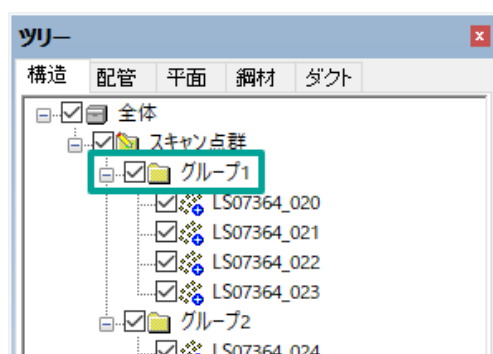 ツリー
構造 配管 平面 鋼材 ダクト
全体
スキャン点群
グループ1
LS07364_020
LS07364_021
LS07364_022
LS07364_023
グループ2
LS07364_024